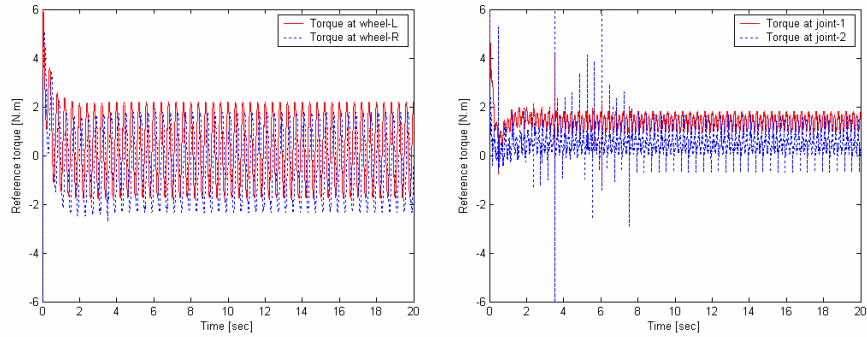 6
4
2
0
-2
-4
-6
Reference torque [N.m]
0 2 4 6 8 10 12 14 16 18 20
Time [sec]
Torque at wheel-L
Torque at wheel-R
6
4
2
0
-2
-4
-6
Reference torque [N.m]
0 2 4 6 8 10 12 14 16 18 20
Time [sec]
Torque at joint-1
Torque at joint-2